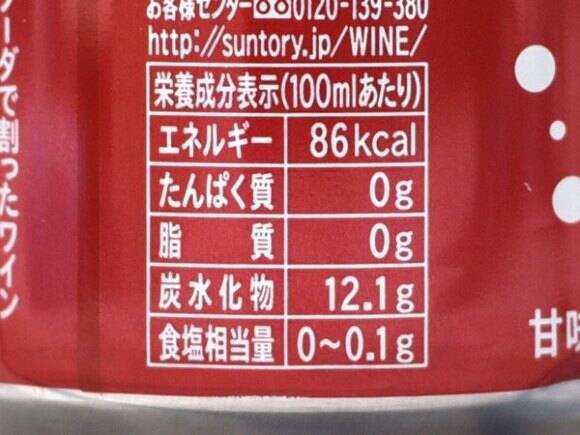 お客様センター 0120-139-380
http://suntory.jp/WINE/
栄養成分表示(100mlあたり)
エネルギー 86kcal
たんぱく質 0g
脂質 0g
炭水化物 12.1g
食塩相当量 0〜0.1g
ソーダで割ったワイン
甘味